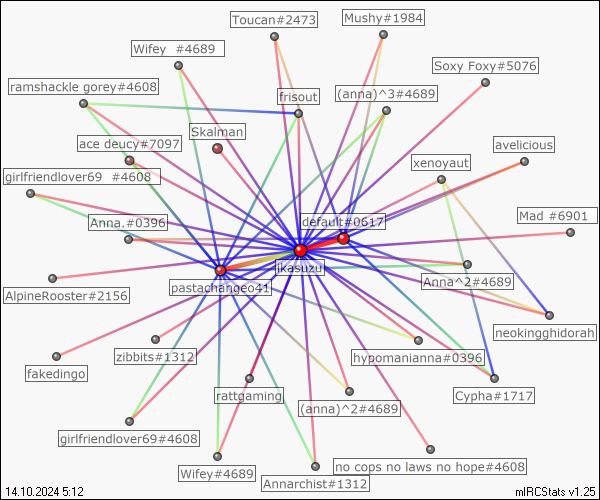 Toucan#2473
Mushy#1984
Wifey  #4689
Soxy Foxy#5076
ramshackle gorey#4608
frisout
(anna)^3#4689
Skalman
ace deucy#7097
avelicious
xenoyaut
girlfriendlover69  #4608
default#0617
Mad #6901
Anna.#0396
ikasuzu
Anna^2#4689
pastachangeo41
AlpineRooster#2156
neokingghidorah
zibbits#1312
hypomanianna#0396
fakedingo
rattgaming
Cypha#1717
(anna)^2#4689
girlfriendlover69#4608
no cops no laws no hope#4608
Wifey#4689
Annarchist#1312
14.10.2024 5:12
mIRCStats v1.25